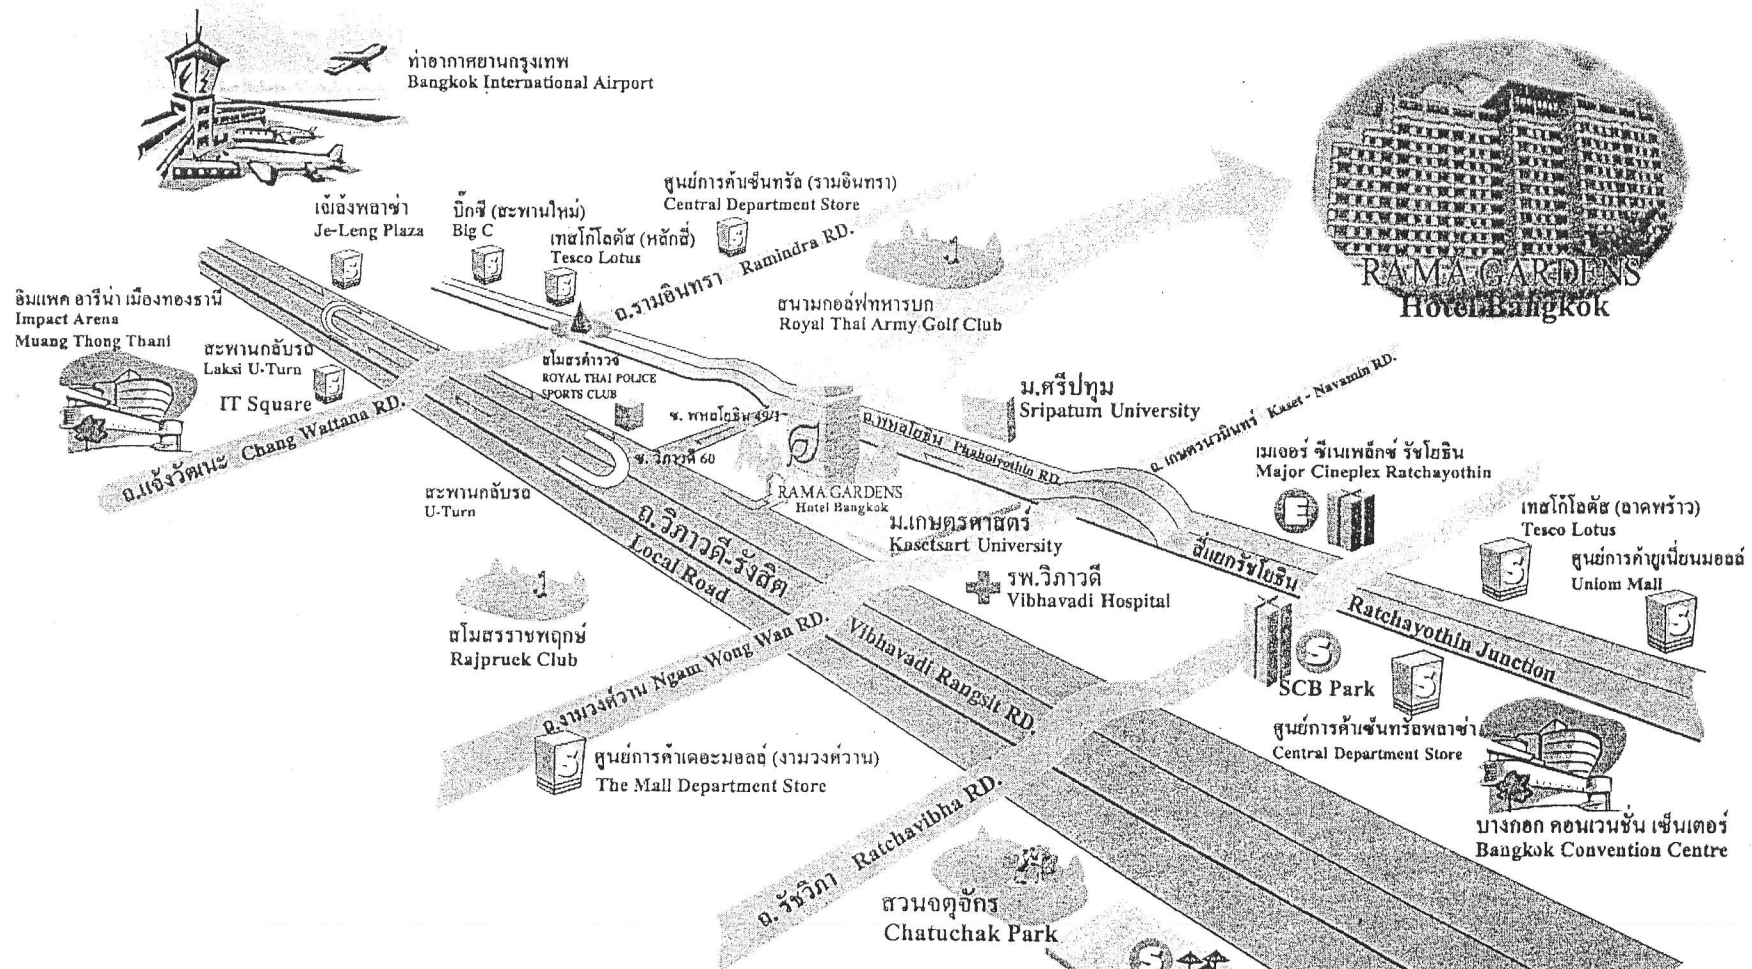 ท่าอากาศยานกรุงเทพ
Bangkok International Airport
ศูนย์การค้าเซ็นทรัล (รามอินทรา)
Central Department Store
เจ้เล้งพลาซ่า
Je-Leng Plaza
บิ๊กซี (สะพานใหม่)
Big C
เทสโก้โลตัส (หลักสี่)
Tesco Lotus
ถ.รามอินทรา Ramindra RD.
RAMA GARDENS
Hotel Bangkok
อิมแพค อารีน่า เมืองทองธานี
Impact Arena
Muang Thong Thani
สนามกอล์ฟทหารบก
Royal Thai Army Golf Club
สะพานกลับรถ
Laksi U-Turn
IT Square
สโมสรตำรวจ
ROYAL THAI POLICE
SPORTS CLUB
ถ.แจ้งวัฒนะ Chang Wattana RD.
ซ. พหลโยธิน 49/1
ซ. วิภาวดี 60
ม.ศรีปทุม
Sripatum University
ถ.พหลโยธิน Phaholyothin RD.
ถ. เกษตรนวมินทร์ Kaset - Navamin RD.
เมเจอร์ ซีนเพล็กซ์ รัชโยธิน
Major Cineplex Ratchayothin
สะพานกลับรถ
U-Turn
RAMA GARDENS
Hotel Bangkok
ม.เกษตรศาสตร์
Kasetsart University
เทสโก้โลตัส (ลาดพร้าว)
Tesco Lotus
ศูนย์การค้ายูเนี่ยนมอลล์
Uniom Mall
ถ. วิภาวดี-รังสิต
Local Road
Vibhavadi Rangsit RD.
รพ.วิภาวดี
Vibhavadi Hospital
สี่แยกรัชโยธิน Ratchayothin Junction
สโมสรราชพฤกษ์
Rajpruck Club
ถ.งามวงศ์วาน Ngam Wong Wan RD.
S
SCB Park
ศูนย์การค้าเซ็นทรัลพลาซ่า
Central Department Store
ศูนย์การค้าเดอะมอลล์ (งามวงศ์วาน)
The Mall Department Store
ถ. รัชวิภา Ratchavibha RD.
บางกอก คอนเวนชั่น เซ็นเตอร์
Bangkok Convention Centre
สวนจตุจักร
Chatuchak Park